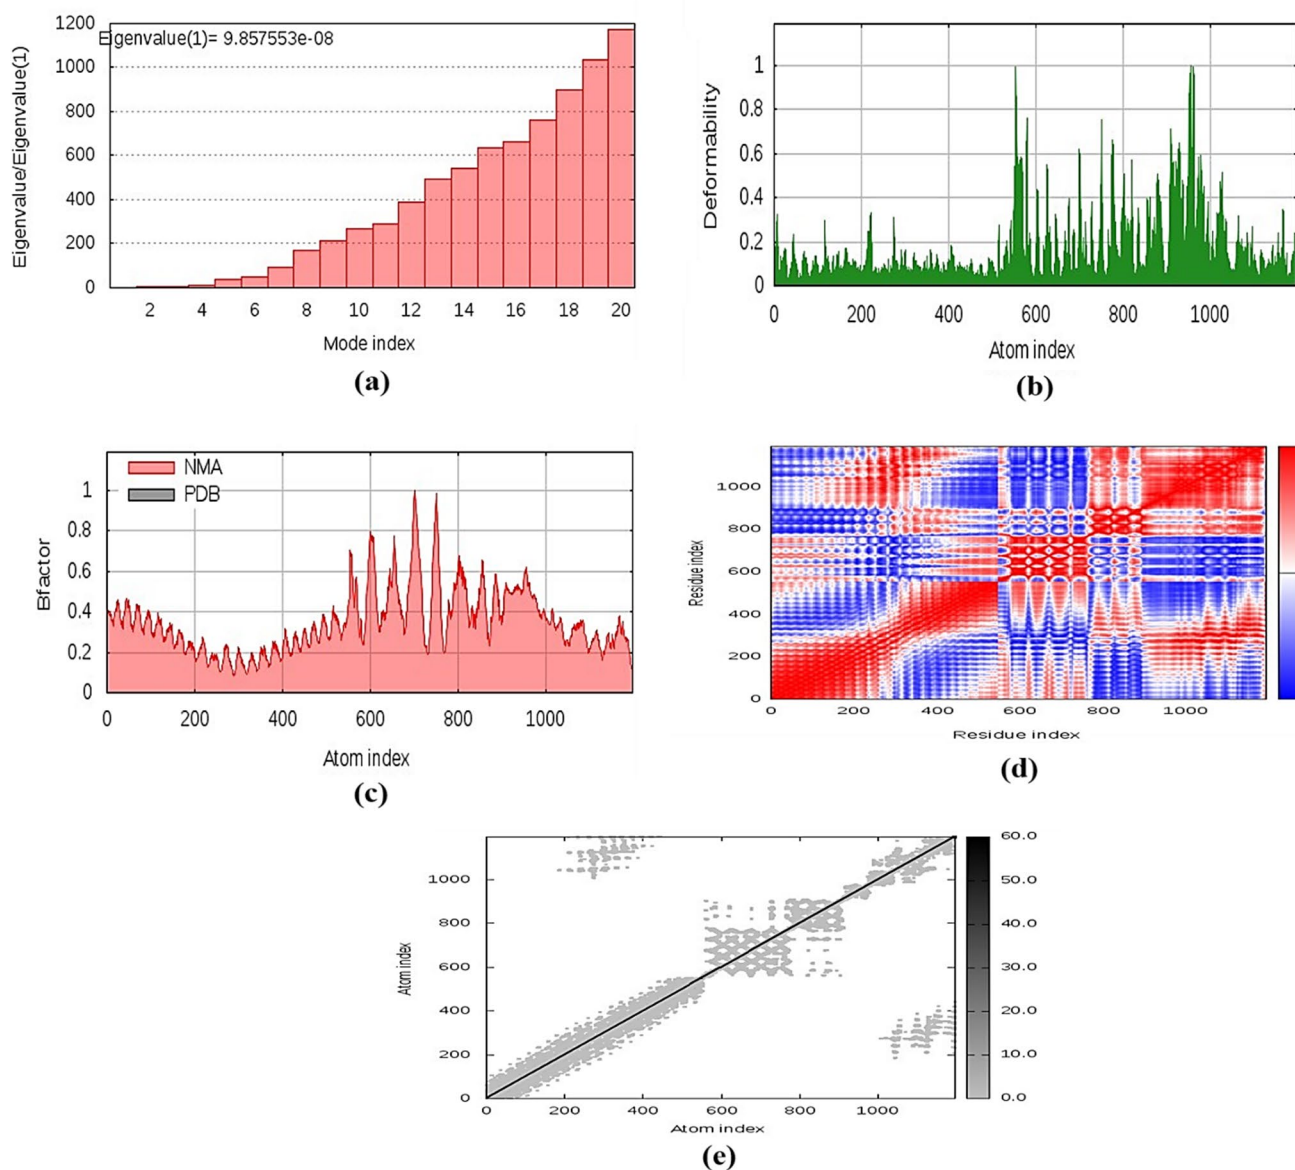 1200
1000
800
600
400
200
0
Eigenvalue(1)= 9.857553e-08
Eigenvalue/Eigenvalue(1)
2 4 6 8 10 12 14 16 18 20
Mode index
(a)
1
0.8
0.6
0.4
0.2
0
Deformability
0 200 400 600 800 1000
Atom index
(b)
NMA
PDB
1
0.8
0.6
0.4
0.2
0
Bfactor
0 200 400 600 800 1000
Atom index
(c)
1000
800
600
400
200
0
Residue index
0 200 400 600 800 1000
Residue index
(d)
1000
800
600
400
200
0
Atom index
0 200 400 600 800 1000
Atom index
60.0
50.0
40.0
30.0
20.0
10.0
0.0
(e)